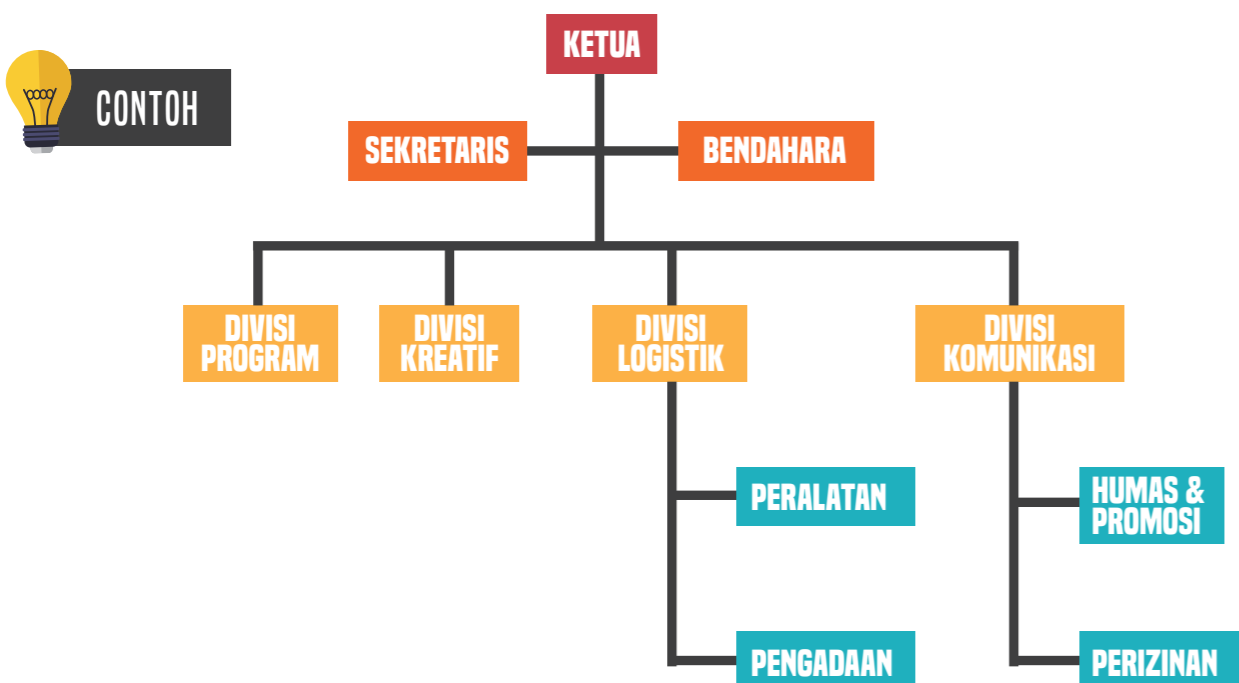 KETUA
CONTOH
SEKRETARIS
BENDAHARA
DIVISI
PROGRAM
DIVISI
KREATIF
DIVISI
LOGISTIK
DIVISI
KOMUNIKASI
PERALATAN
HUMAS &
PROMOSI
PENGADAAN
PERIZINAN